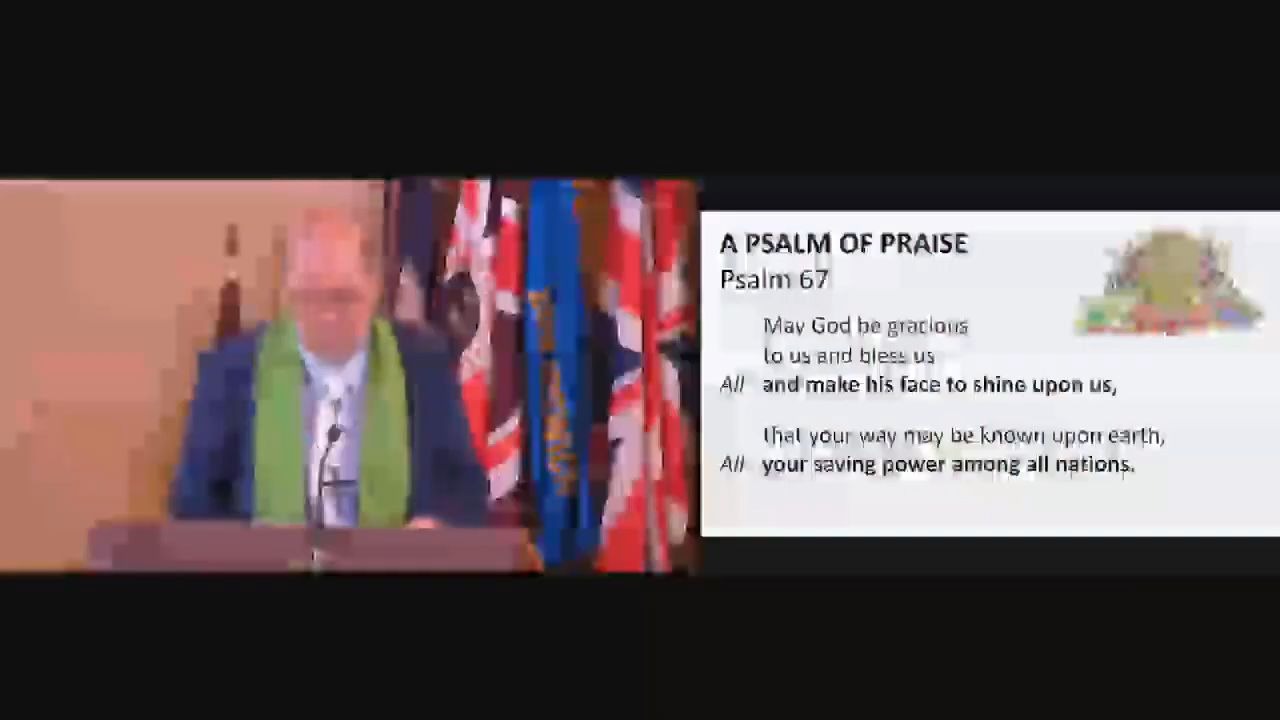 A PSALM OF PRAISE
Psalm 67
May God be gracious
to us and bless us
All and make his face to shine upon us,
that your way may be known upon earth,
All your saving power among all nations.